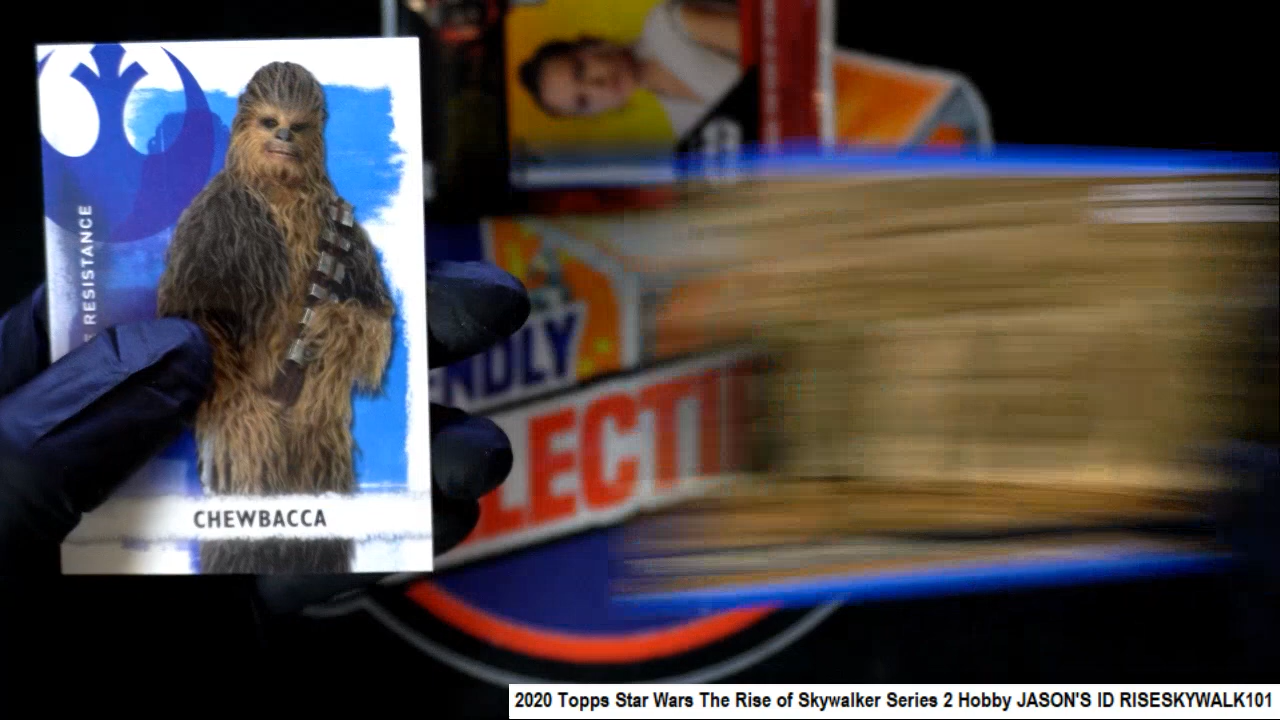 RESISTANCE
CHEWBACCA
NDLY
LECTI
2020 Topps Star Wars The Rise of Skywalker Series 2 Hobby JASON'S ID RISESKYWALK101